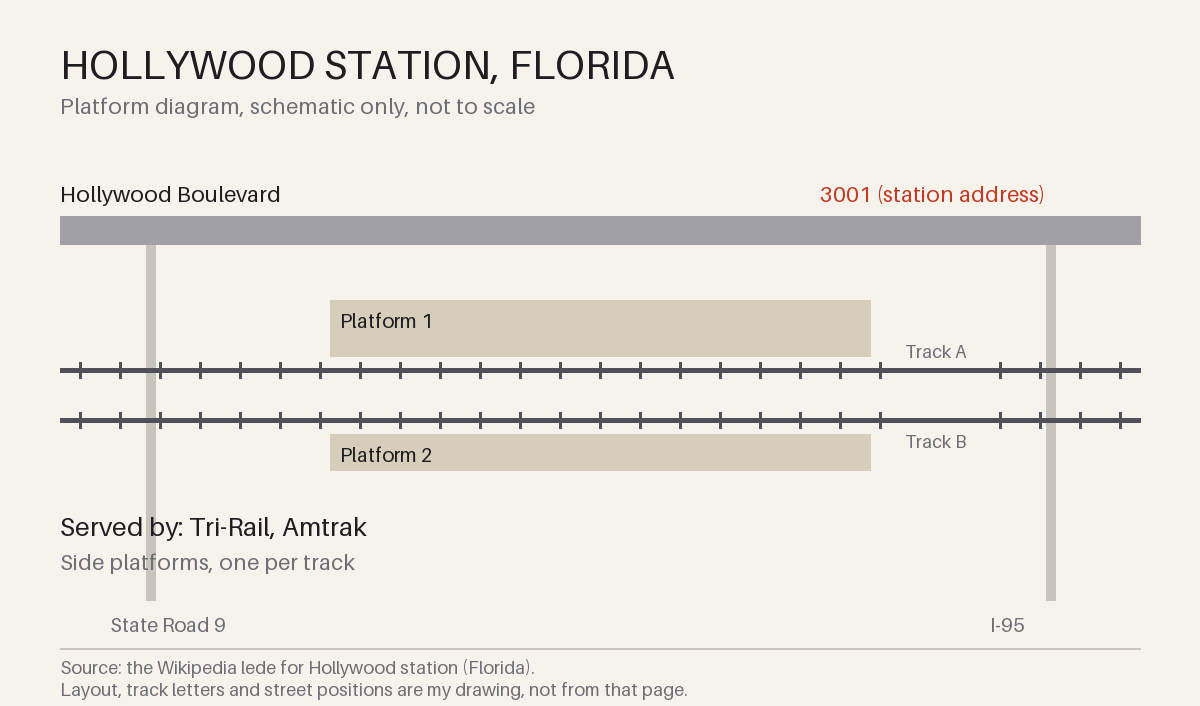 HOLLYWOOD STATION, FLORIDA
Platform diagram, schematic only, not to scale
Hollywood Boulevard
3001 (station address)
Platform 1
Track A
Platform 2
Track B
Served by: Tri-Rail, Amtrak
Side platforms, one per track
State Road 9
I-95
Source: the Wikipedia lede for Hollywood station (Florida).
Layout, track letters and street positions are my drawing, not from that page.